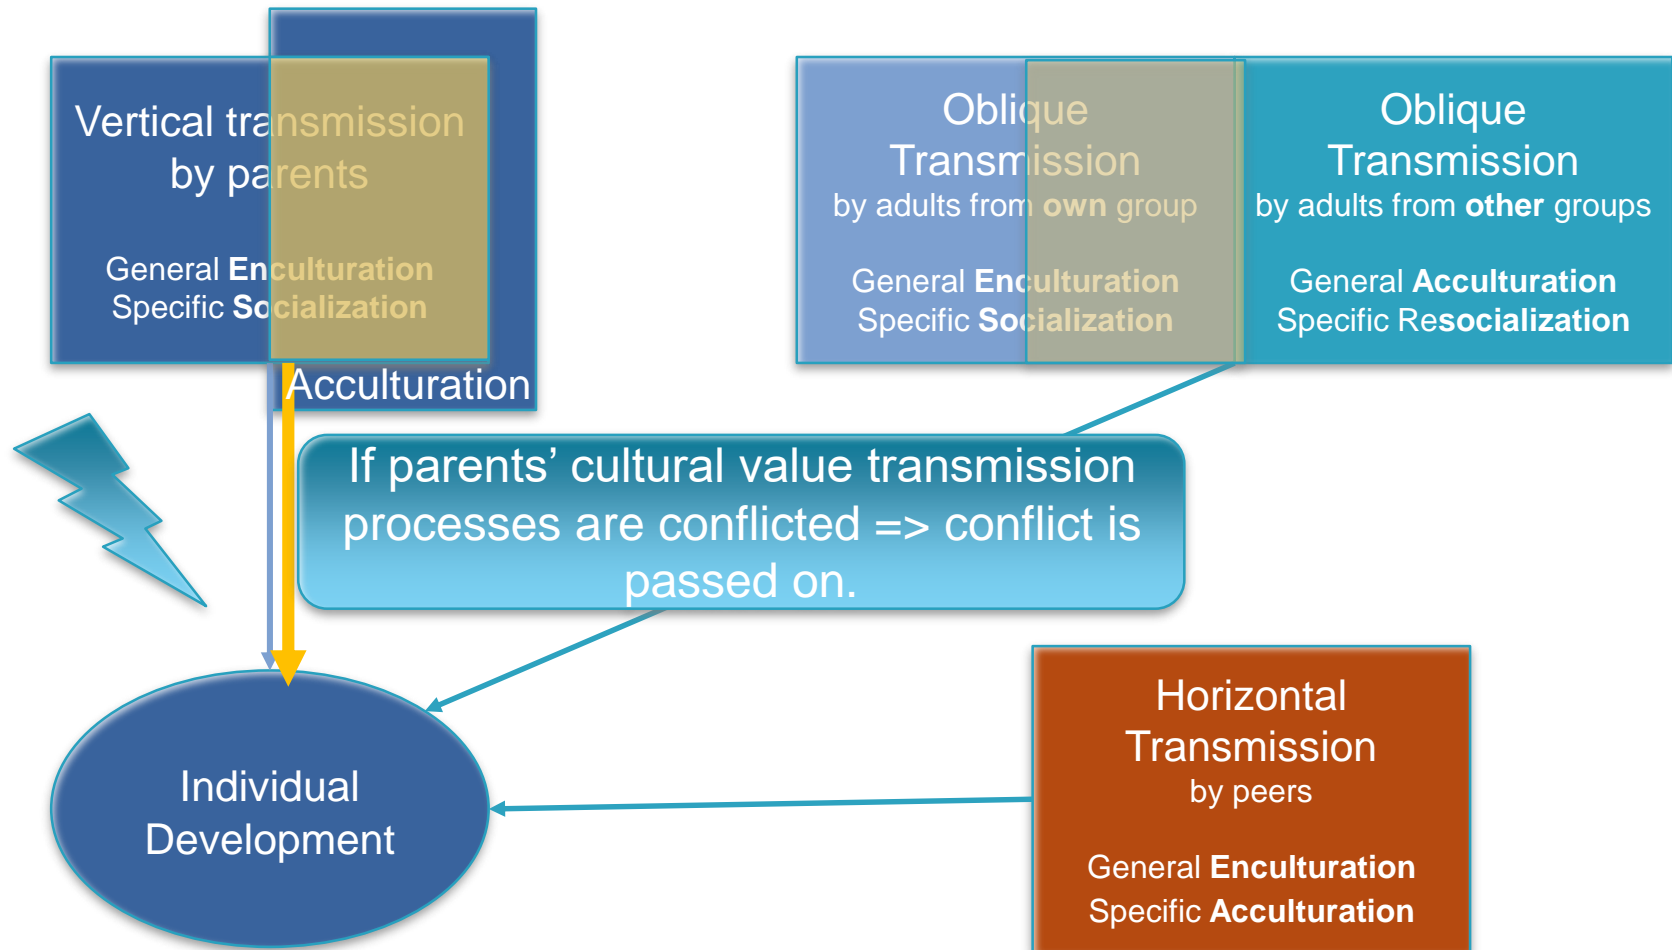 Vertical transmission
by parents
General Enculturation
Specific Socialization
Acculturation
Oblique
Transmission
by adults from own group
General Enculturation
Specific Socialization
Oblique
Transmission
by adults from other groups
General Acculturation
Specific Resocialization
If parents’ cultural value transmission
processes are conflicted => conflict is
passed on.
Individual
Development
Horizontal
Transmission
by peers
General Enculturation
Specific Acculturation